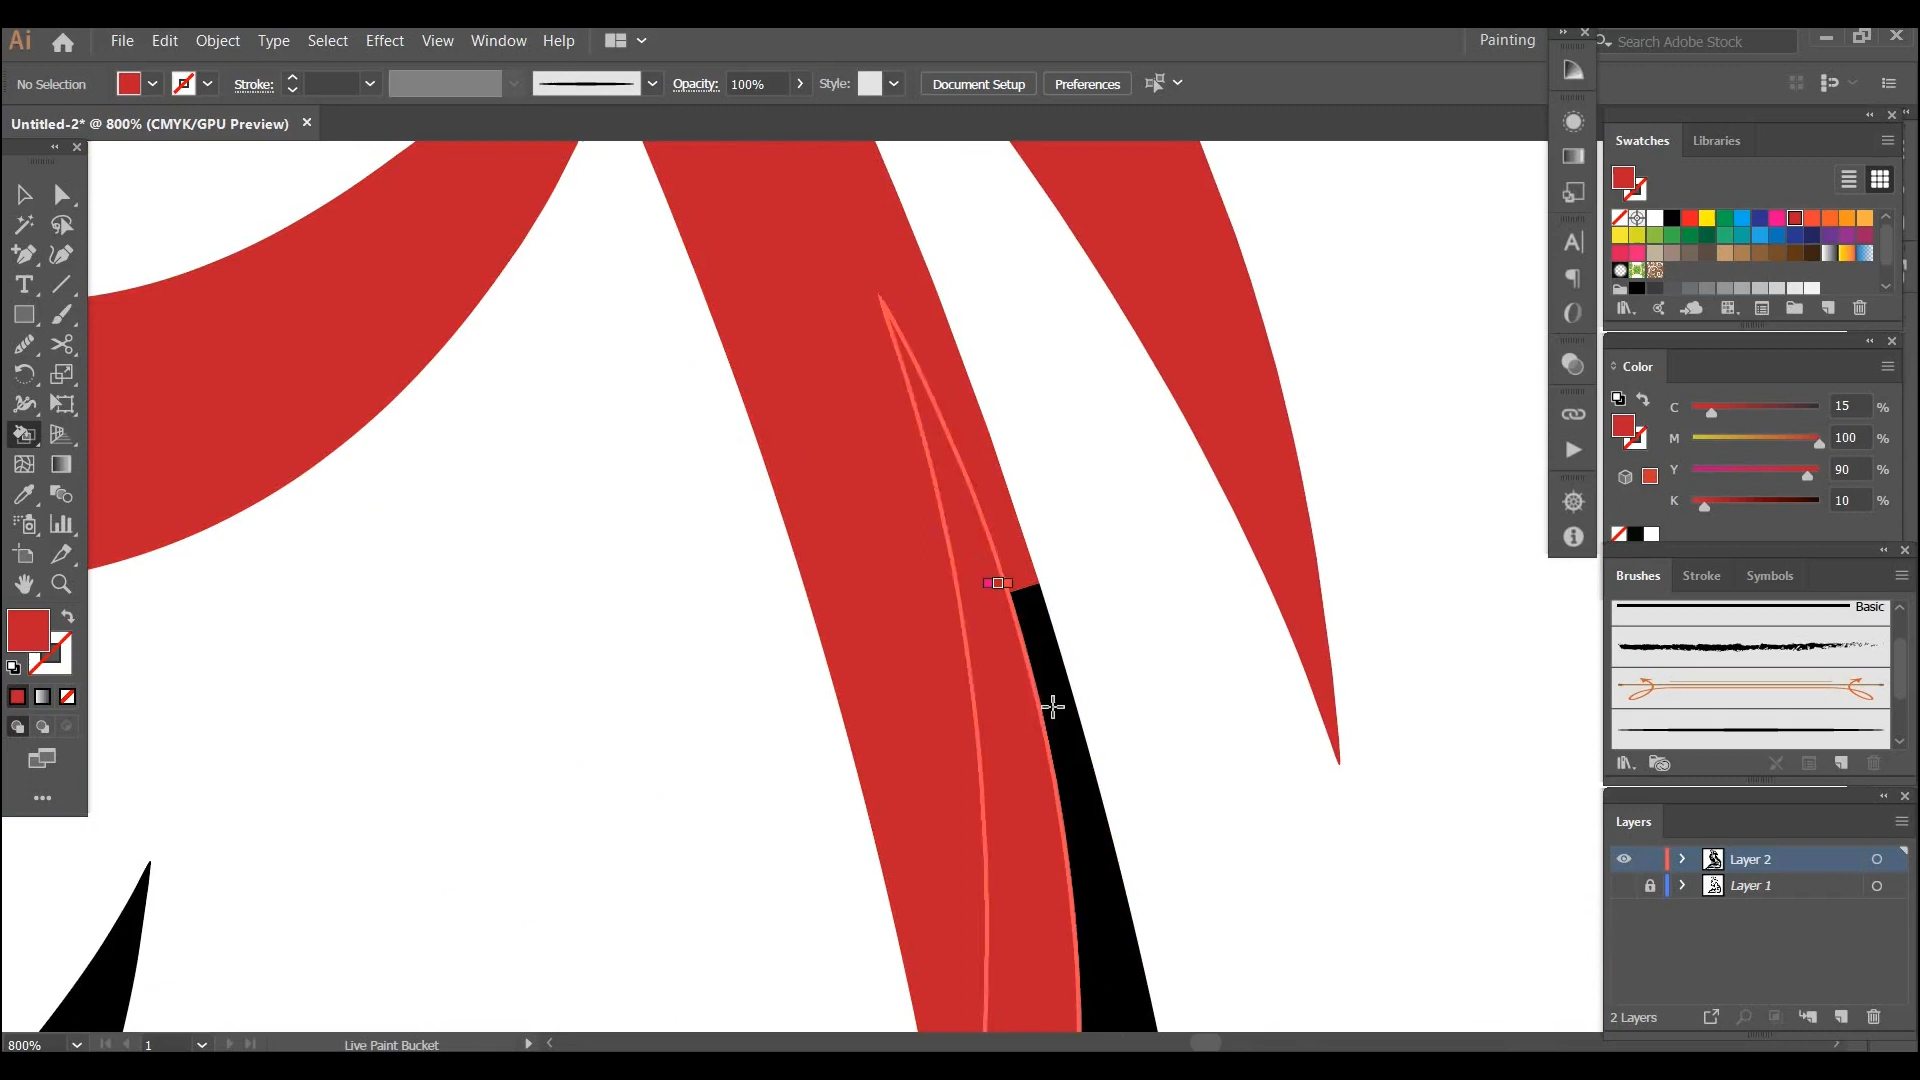 Ai File Edit Object Type Select Effect View Window Help Painting Search Adobe Stock
No Selection Stroke: Opacity: 100% Style: Document Setup Preferences
Untitled-2* @ 800% (CMYK/GPU Preview)
Swatches Libraries
Color
C 15 %
M 100 %
Y 90 %
K 10 %
Brushes Stroke Symbols
Basic
Layers
Layer 2
Layer 1
2 Layers
800% 1 Live Paint Bucket